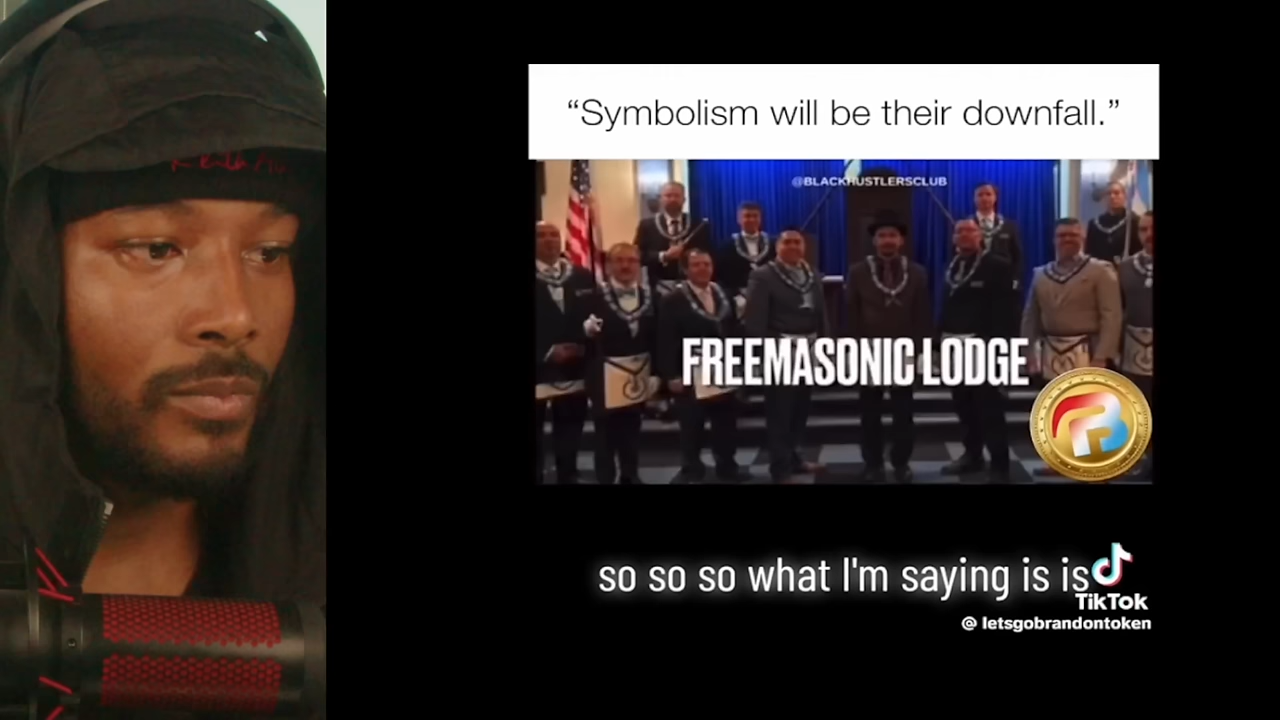 “Symbolism will be their downfall.”
@BLACKHUSTLERSCLUB
FREEMASONIC LODGE
so so so what I'm saying is is
TikTok
@ letsgobrandontoken